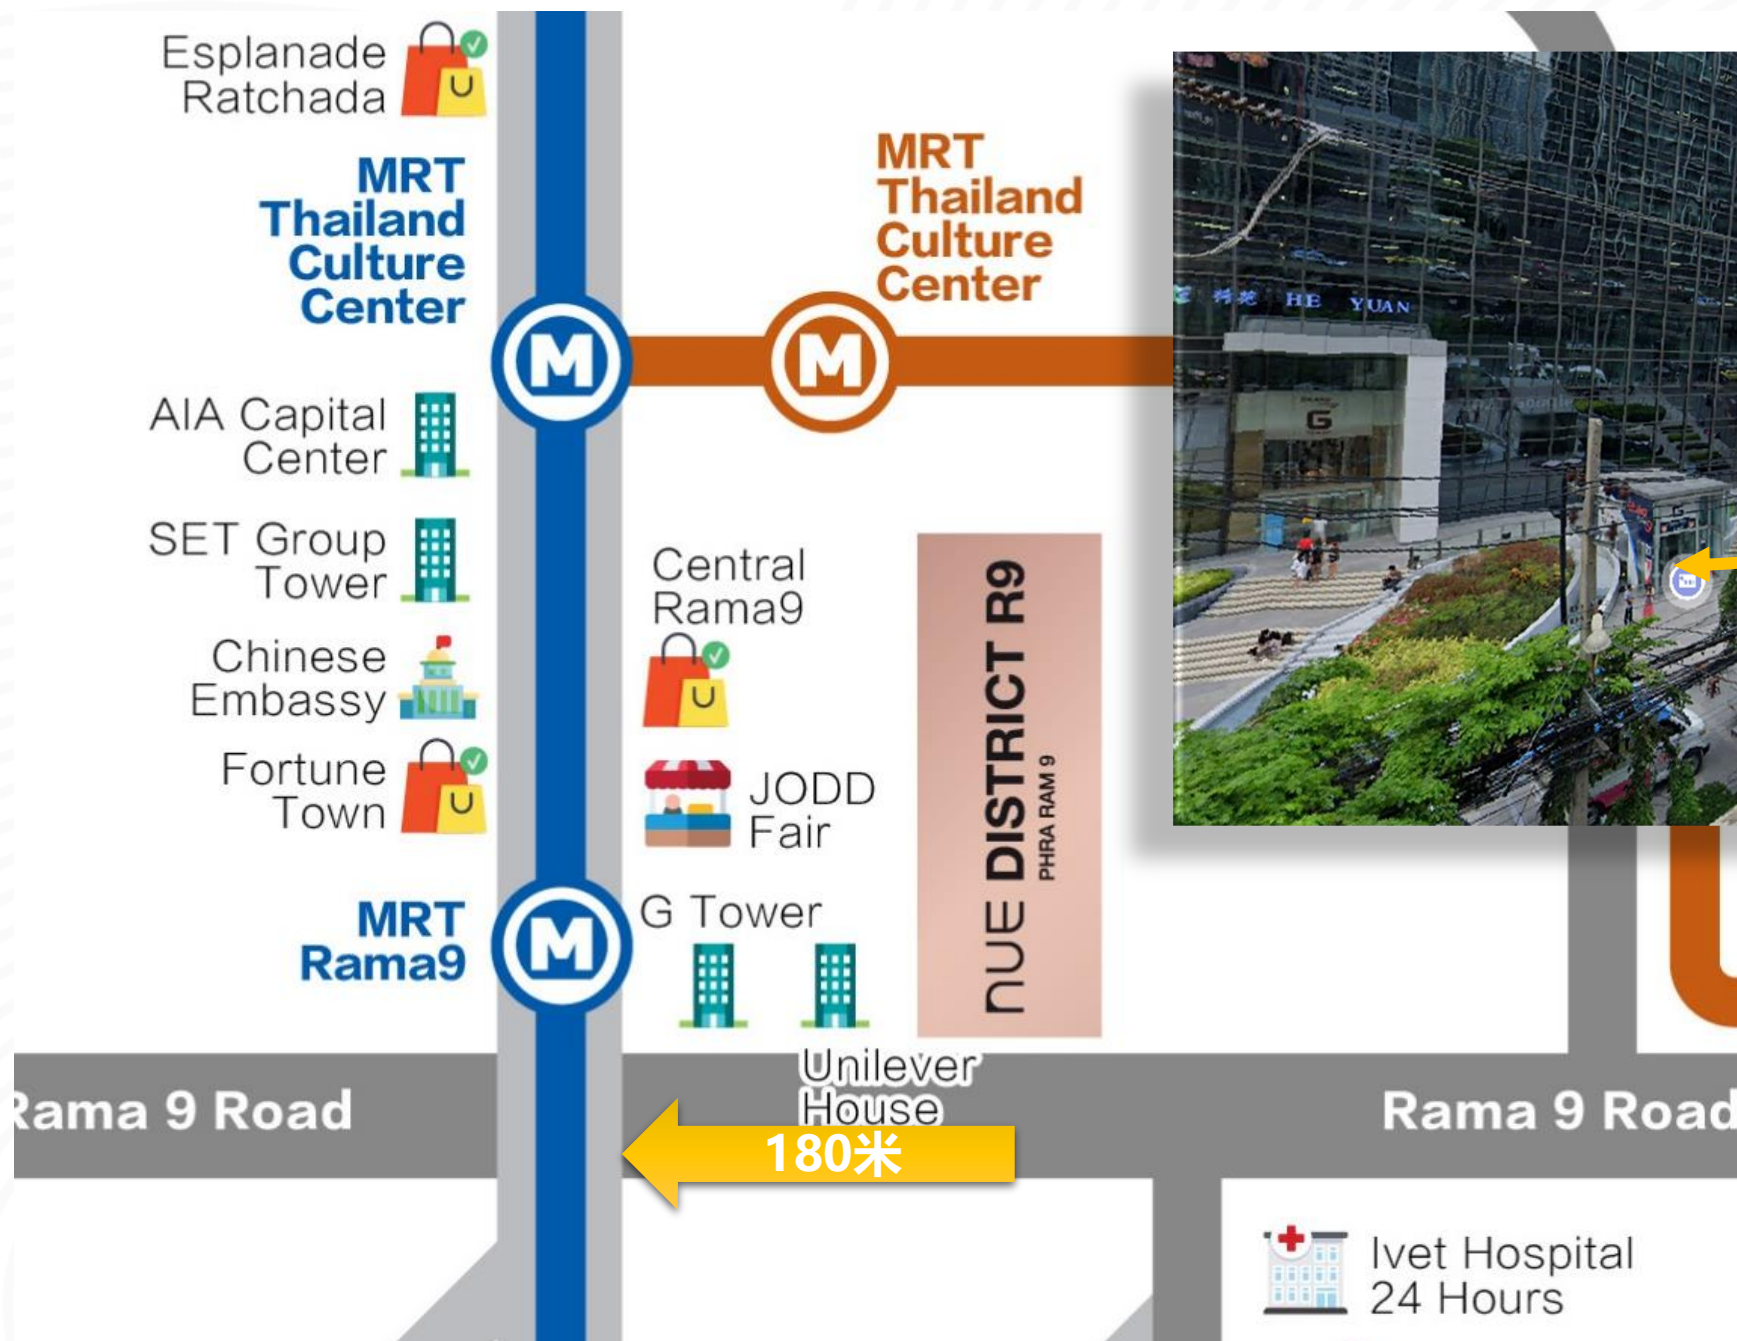 Esplanade
Ratchada
MRT
Thailand
Culture
Center
MRT
Thailand
Culture
Center
M
M
HE YUAN
G
AIA Capital
Center
SET Group
Tower
Chinese
Embassy
Fortune
Town
Central
Rama9
JODD
Fair
nUE DISTRICT R9
PHRA RAM 9
MRT
Rama9
M
G Tower
Unilever
House
Rama 9 Road
180米
Rama 9 Road
Ivet Hospital
24 Hours